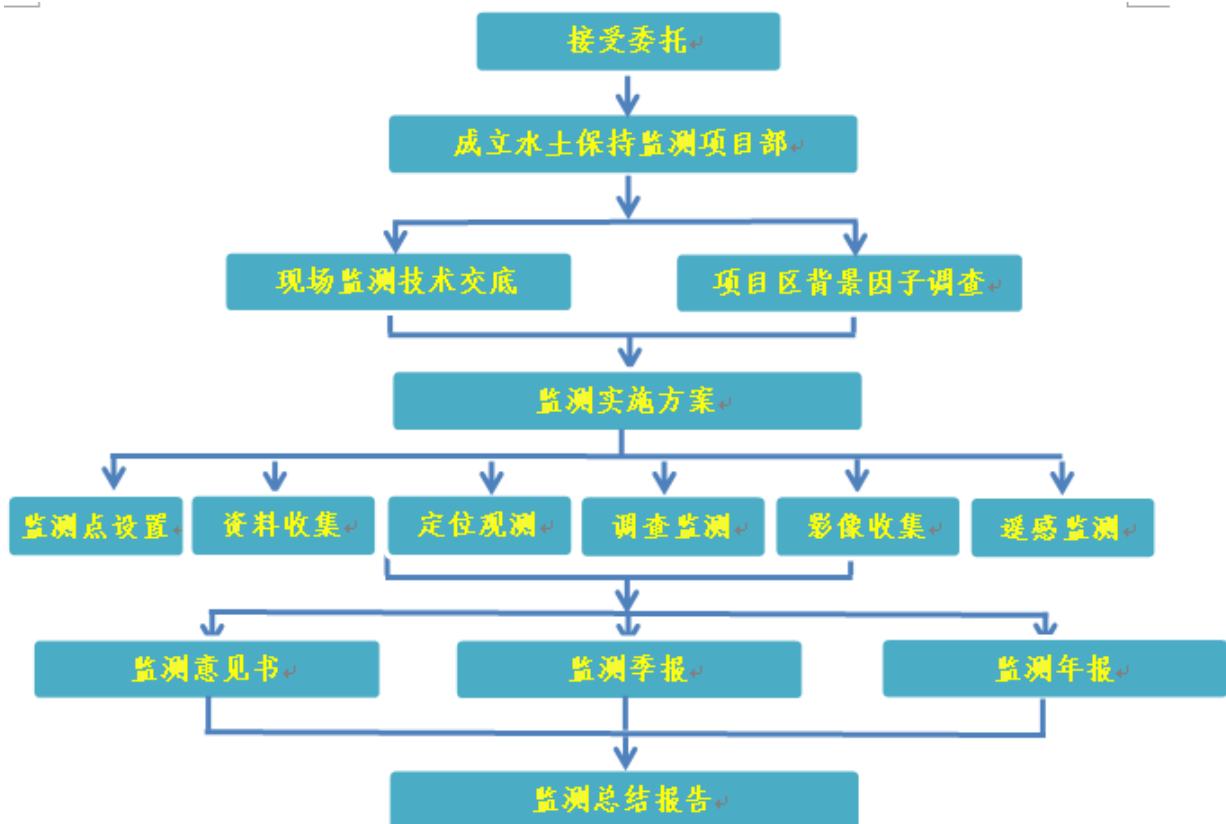 接受委托
成立水土保持监测项目部
现场监测技术交底
项目区背景因子调查
监测实施方案
监测点设置
资料收集
定位观测
调查监测
影像收集
遥感监测
监测意见书
监测季报
监测年报
监测总结报告